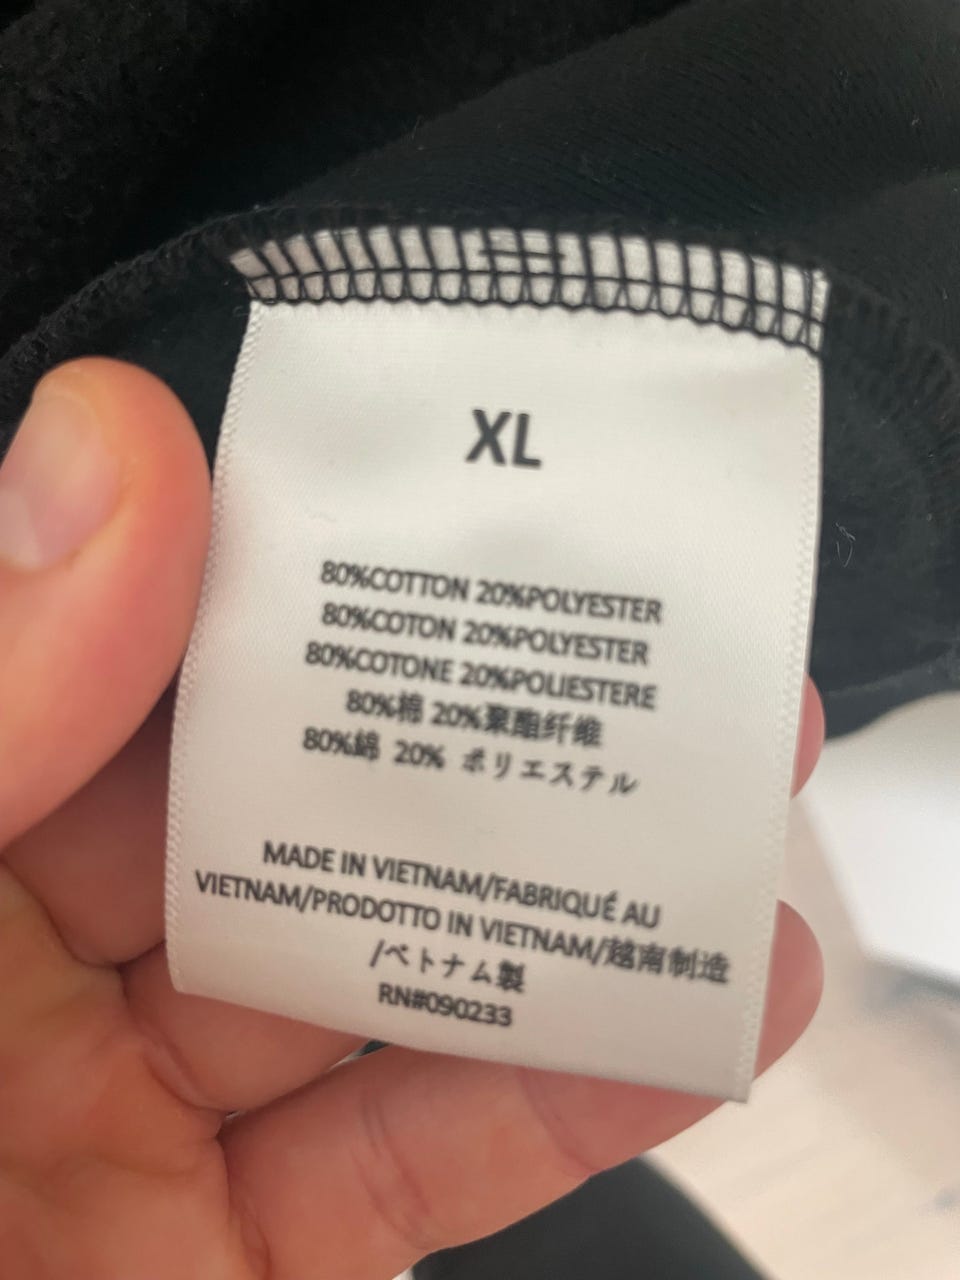 XL
80%COTTON 20%POLYESTER
80%COTON 20%POLYESTER
80%COTONE 20%POLIESTERE
80%棉 20%聚酯纤维
80%綿 20% ポリエステル
MADE IN VIETNAM/FABRIQUÉ AU
VIETNAM/PRODOTTO IN VIETNAM/越南制造
/ベトナム製
RN#090233